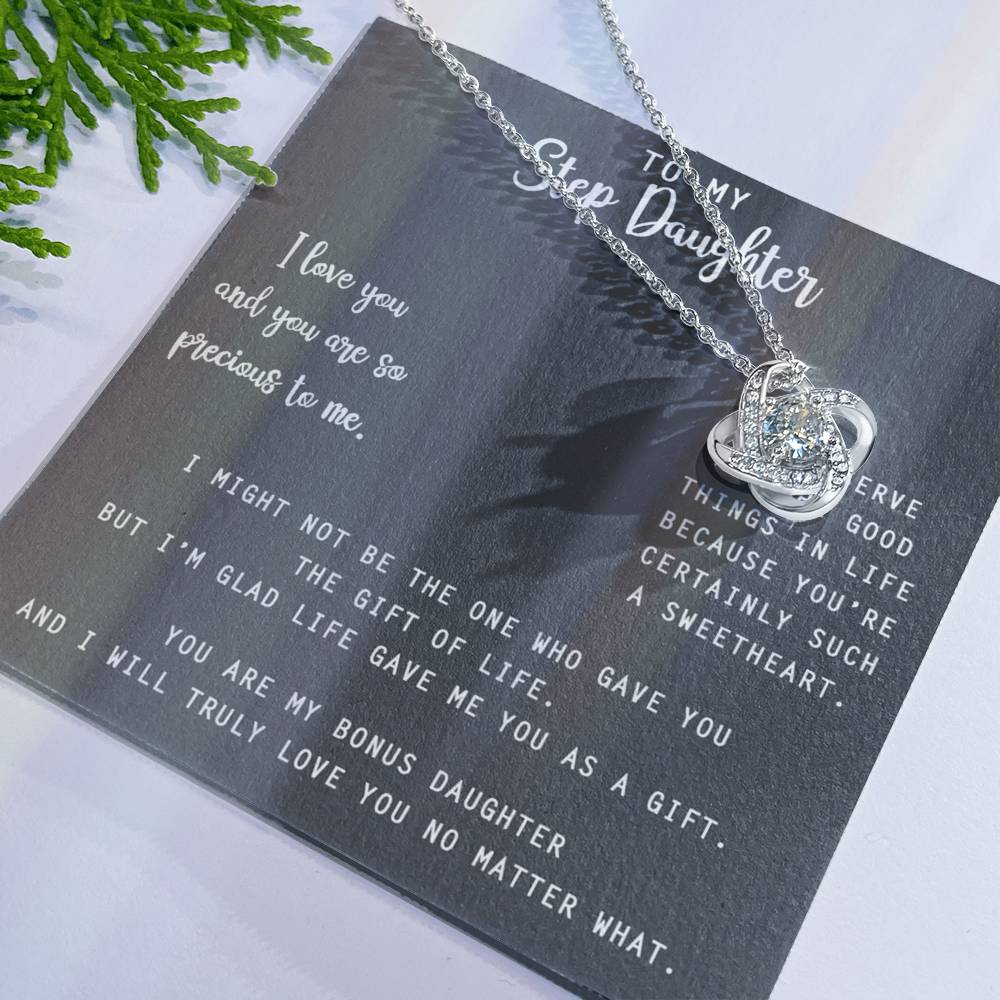 TO MY
Step Daughter
I love you
and you are so
precious to me.
ERVE
GOOD
THINGS IN LIFE
BECAUSE YOU'RE
CERTAINLY SUCH
A SWEETHEART.
I MIGHT NOT BE THE ONE WHO GAVE YOU
THE GIFT OF LIFE.
BUT I'M GLAD LIFE GAVE ME YOU AS A GIFT.
YOU ARE MY BONUS DAUGHTER
AND I WILL TRULY LOVE YOU NO MATTER WHAT.